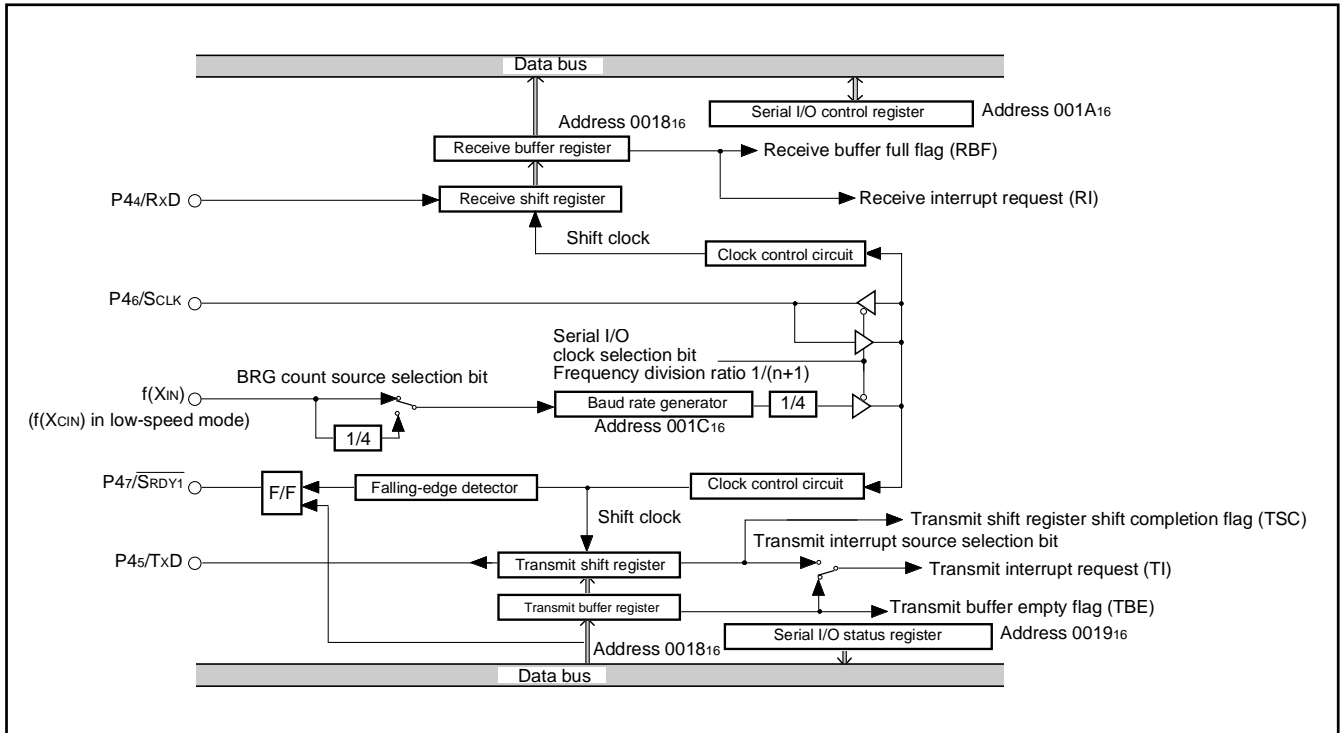 Data bus
Serial I/O control register
Address 001A16
Address 001816
Receive buffer register
Receive buffer full flag (RBF)
P44/RXD
Receive shift register
Receive interrupt request (RI)
Shift clock
Clock control circuit
P46/SCLK
Serial I/O
clock selection bit
Frequency division ratio 1/(n+1)
BRG count source selection bit
f(XIN)
(f(XCIN) in low-speed mode)
Baud rate generator
1/4
Address 001C16
1/4
P47/SRDY1
F/F
Falling-edge detector
Clock control circuit
Shift clock
Transmit shift register shift completion flag (TSC)
Transmit interrupt source selection bit
P45/TXD
Transmit shift register
Transmit interrupt request (TI)
Transmit buffer register
Transmit buffer empty flag (TBE)
Serial I/O status register
Address 001916
Address 001816
Data bus